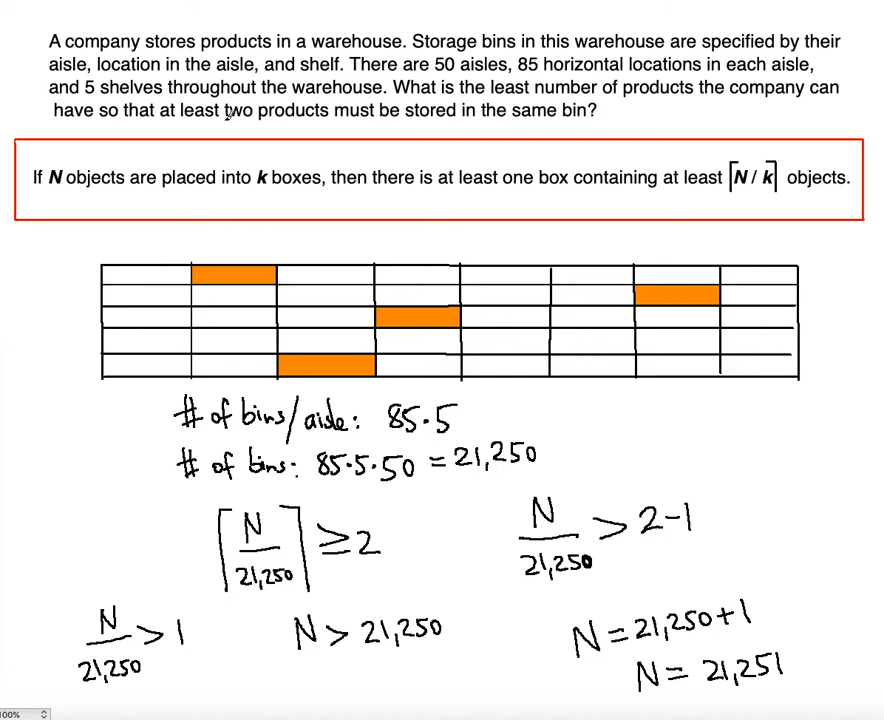 A company stores products in a warehouse. Storage bins in this warehouse are specified by their
aisle, location in the aisle, and shelf. There are 50 aisles, 85 horizontal locations in each aisle,
and 5 shelves throughout the warehouse. What is the least number of products the company can
have so that at least two products must be stored in the same bin?
If N objects are placed into k boxes, then there is at least one box containing at least ⌈N / k⌉ objects.
# of bins/aisle: 85·5
# of bins: 85·5·50 = 21,250
⌈N/21,250⌉ ≥ 2
N/21,250 > 2-1
N/21,250 > 1
N > 21,250
N = 21,250+1
N = 21,251
100%